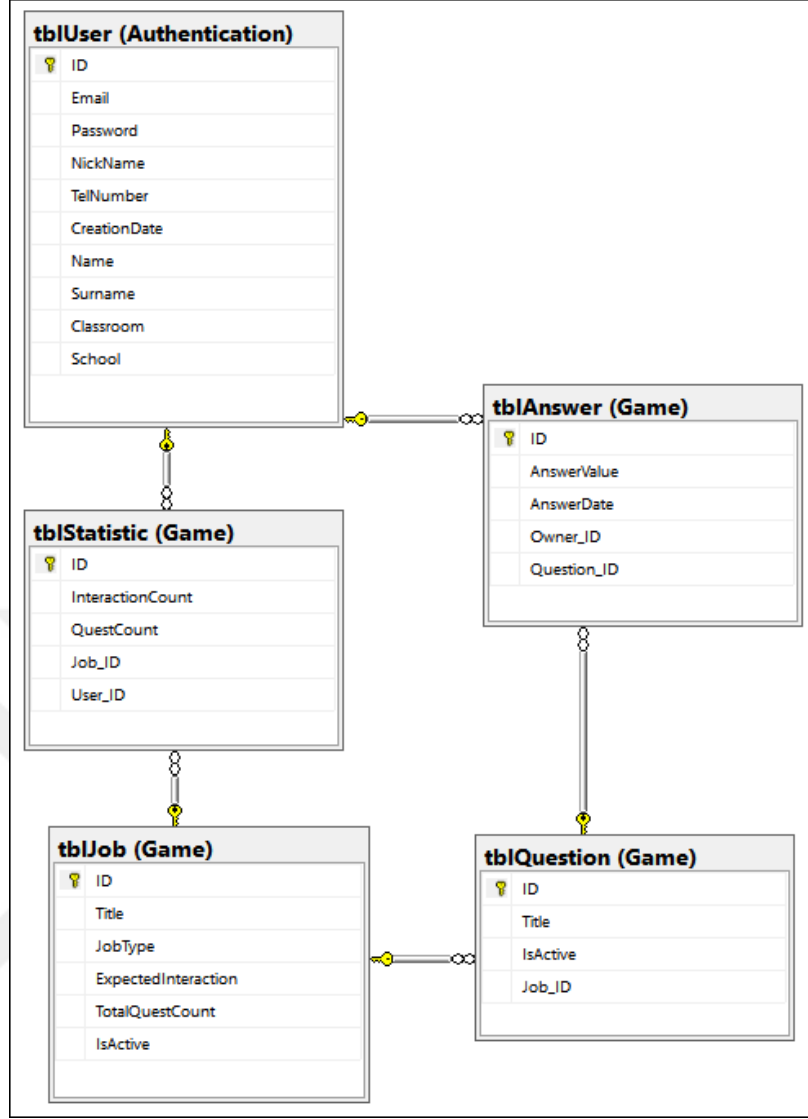 tblUser (Authentication)
ID
Email
Password
NickName
TelNumber
CreationDate
Name
Surname
Classroom
School
tblAnswer (Game)
ID
AnswerValue
AnswerDate
Owner_ID
Question_ID
tblStatistic (Game)
ID
InteractionCount
QuestCount
Job_ID
User_ID
tblJob (Game)
ID
Title
JobType
ExpectedInteraction
TotalQuestCount
IsActive
tblQuestion (Game)
ID
Title
IsActive
Job_ID